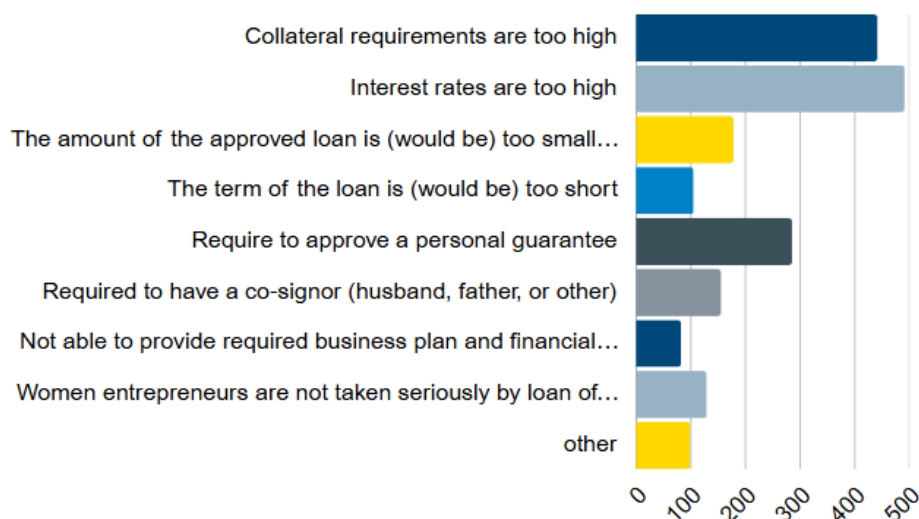 Collateral requirements are too high
Interest rates are too high
The amount of the approved loan is (would be) too small...
The term of the loan is (would be) too short
Require to approve a personal guarantee
Required to have a co-signor (husband, father, or other)
Not able to provide required business plan and financial...
Women entrepreneurs are not taken seriously by loan of...
other
0 100 200 300 400 500